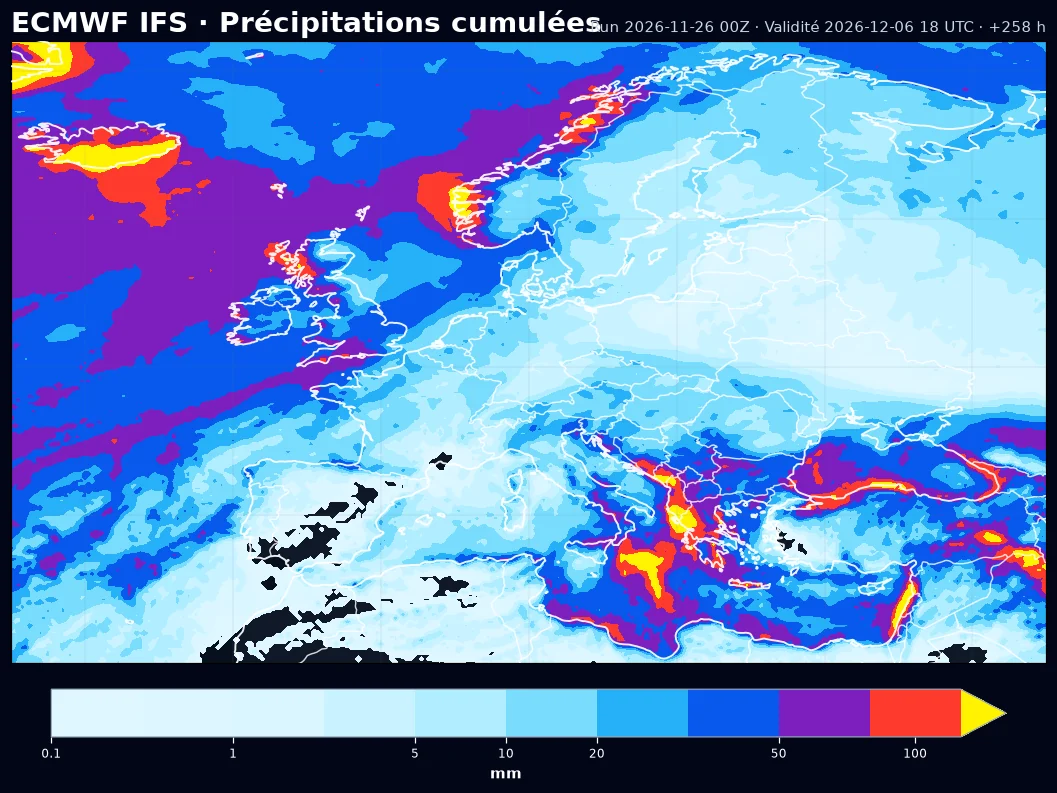 ECMWF IFS · Précipitations cumulées
Run 2026-11-26 00Z · Validité 2026-12-06 18 UTC · +258 h
0.1 1 5 10 20 50 100
mm